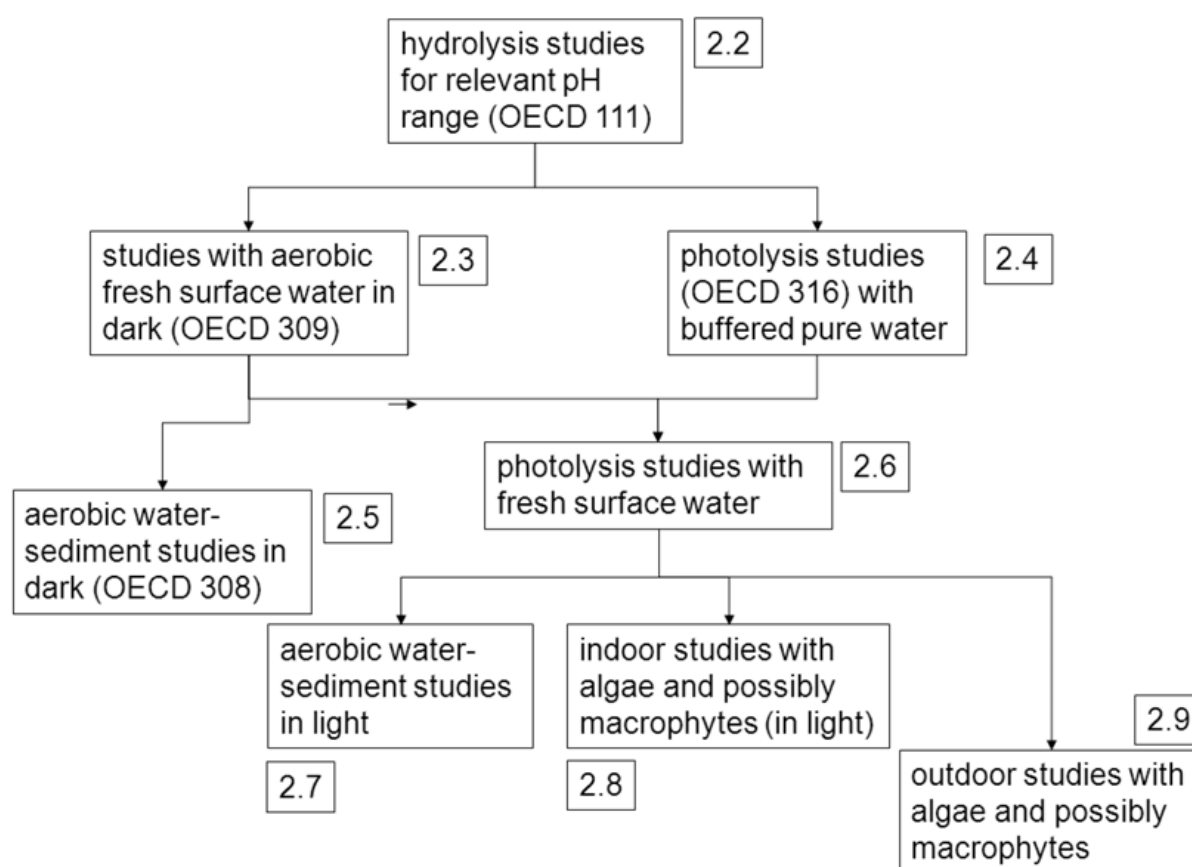 hydrolysis studies
for relevant pH
range (OECD 111)
2.2
studies with aerobic
fresh surface water in
dark (OECD 309)
2.3
photolysis studies
(OECD 316) with
buffered pure water
2.4
photolysis studies with
fresh surface water
2.6
aerobic water-
sediment studies in
dark (OECD 308)
2.5
aerobic water-
sediment studies
in light
2.7
indoor studies with
algae and possibly
macrophytes (in light)
2.8
2.9
outdoor studies with
algae and possibly
macrophytes